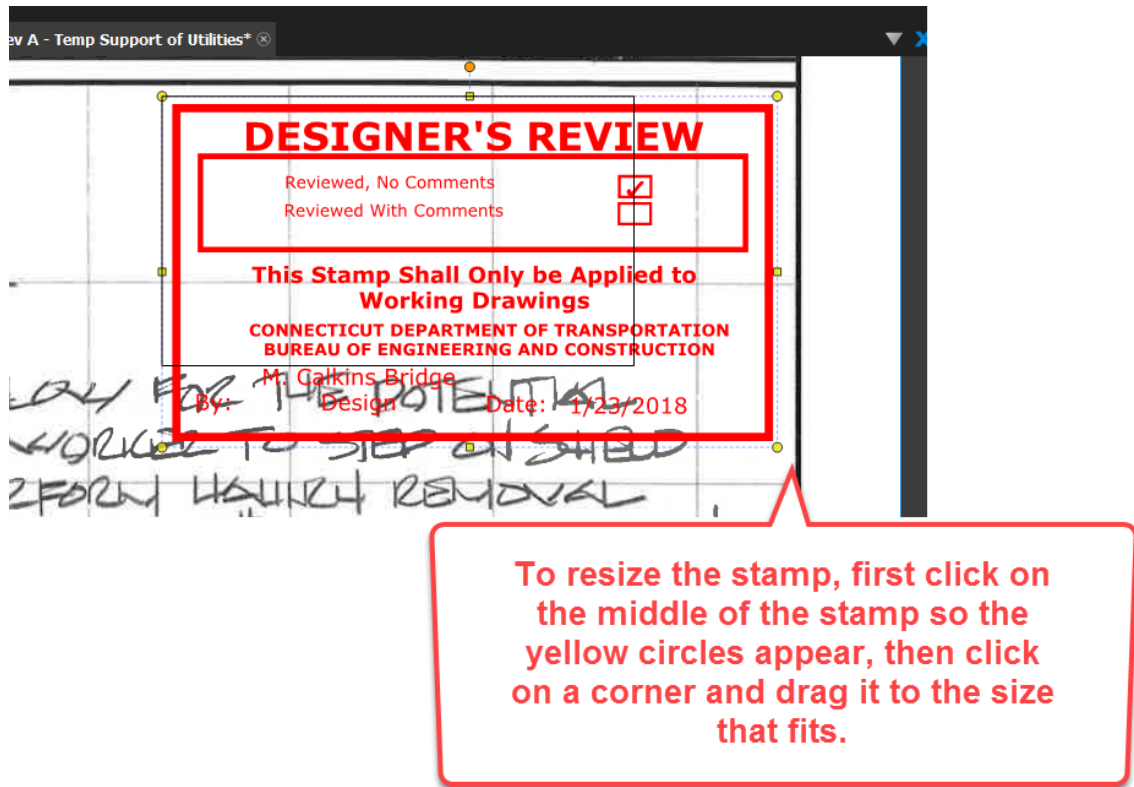 ev A - Temp Support of Utilities*
DESIGNER'S REVIEW
Reviewed, No Comments
Reviewed With Comments
This Stamp Shall Only be Applied to
Working Drawings
CONNECTICUT DEPARTMENT OF TRANSPORTATION
BUREAU OF ENGINEERING AND CONSTRUCTION
M. Calkins Bridge
By: Design Date: 1/23/2018
FOR THE POTENTIAL
WORKER TO STEP ON SHIELD
HAUNCH REMOVAL
To resize the stamp, first click on
the middle of the stamp so the
yellow circles appear, then click
on a corner and drag it to the size
that fits.